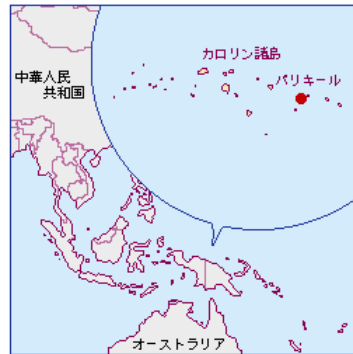 カロリン諸島
パリキール
中華人民
共和国
オーストラリア